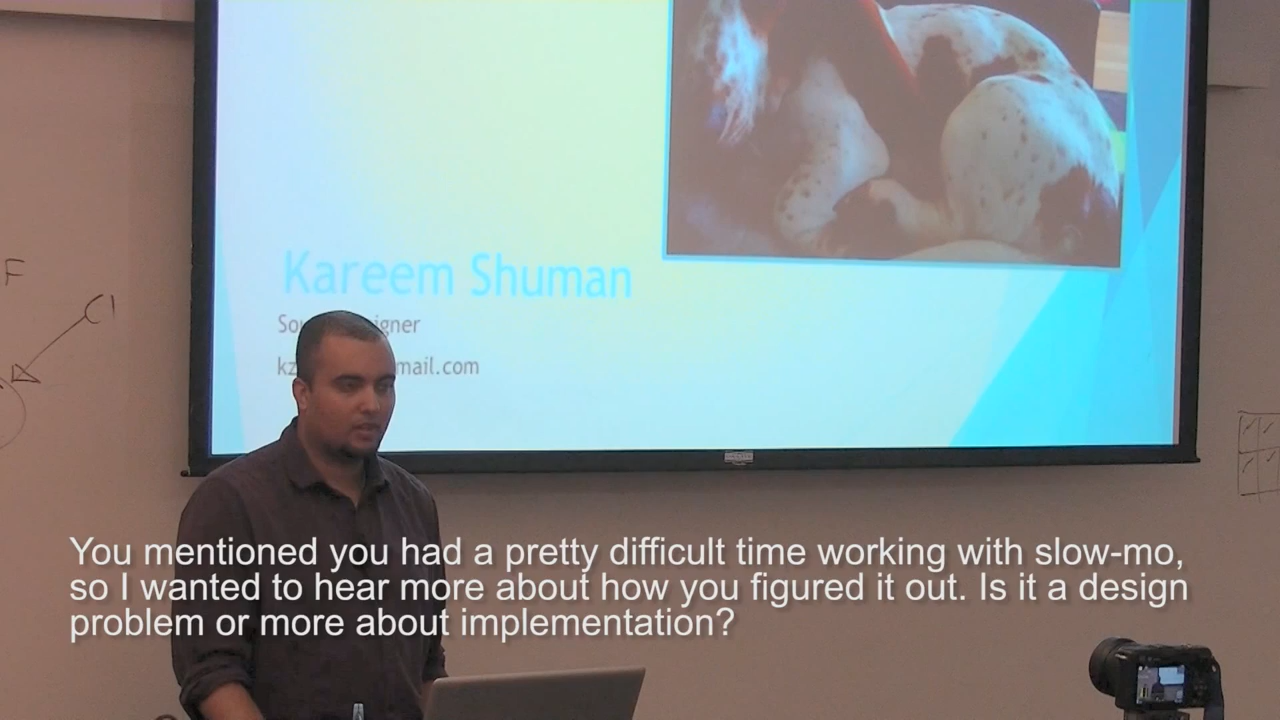 Kareem Shuman
gner
mail.com
F
You mentioned you had a pretty difficult time working with slow-mo,
so I wanted to hear more about how you figured it out. Is it a design
problem or more about implementation?